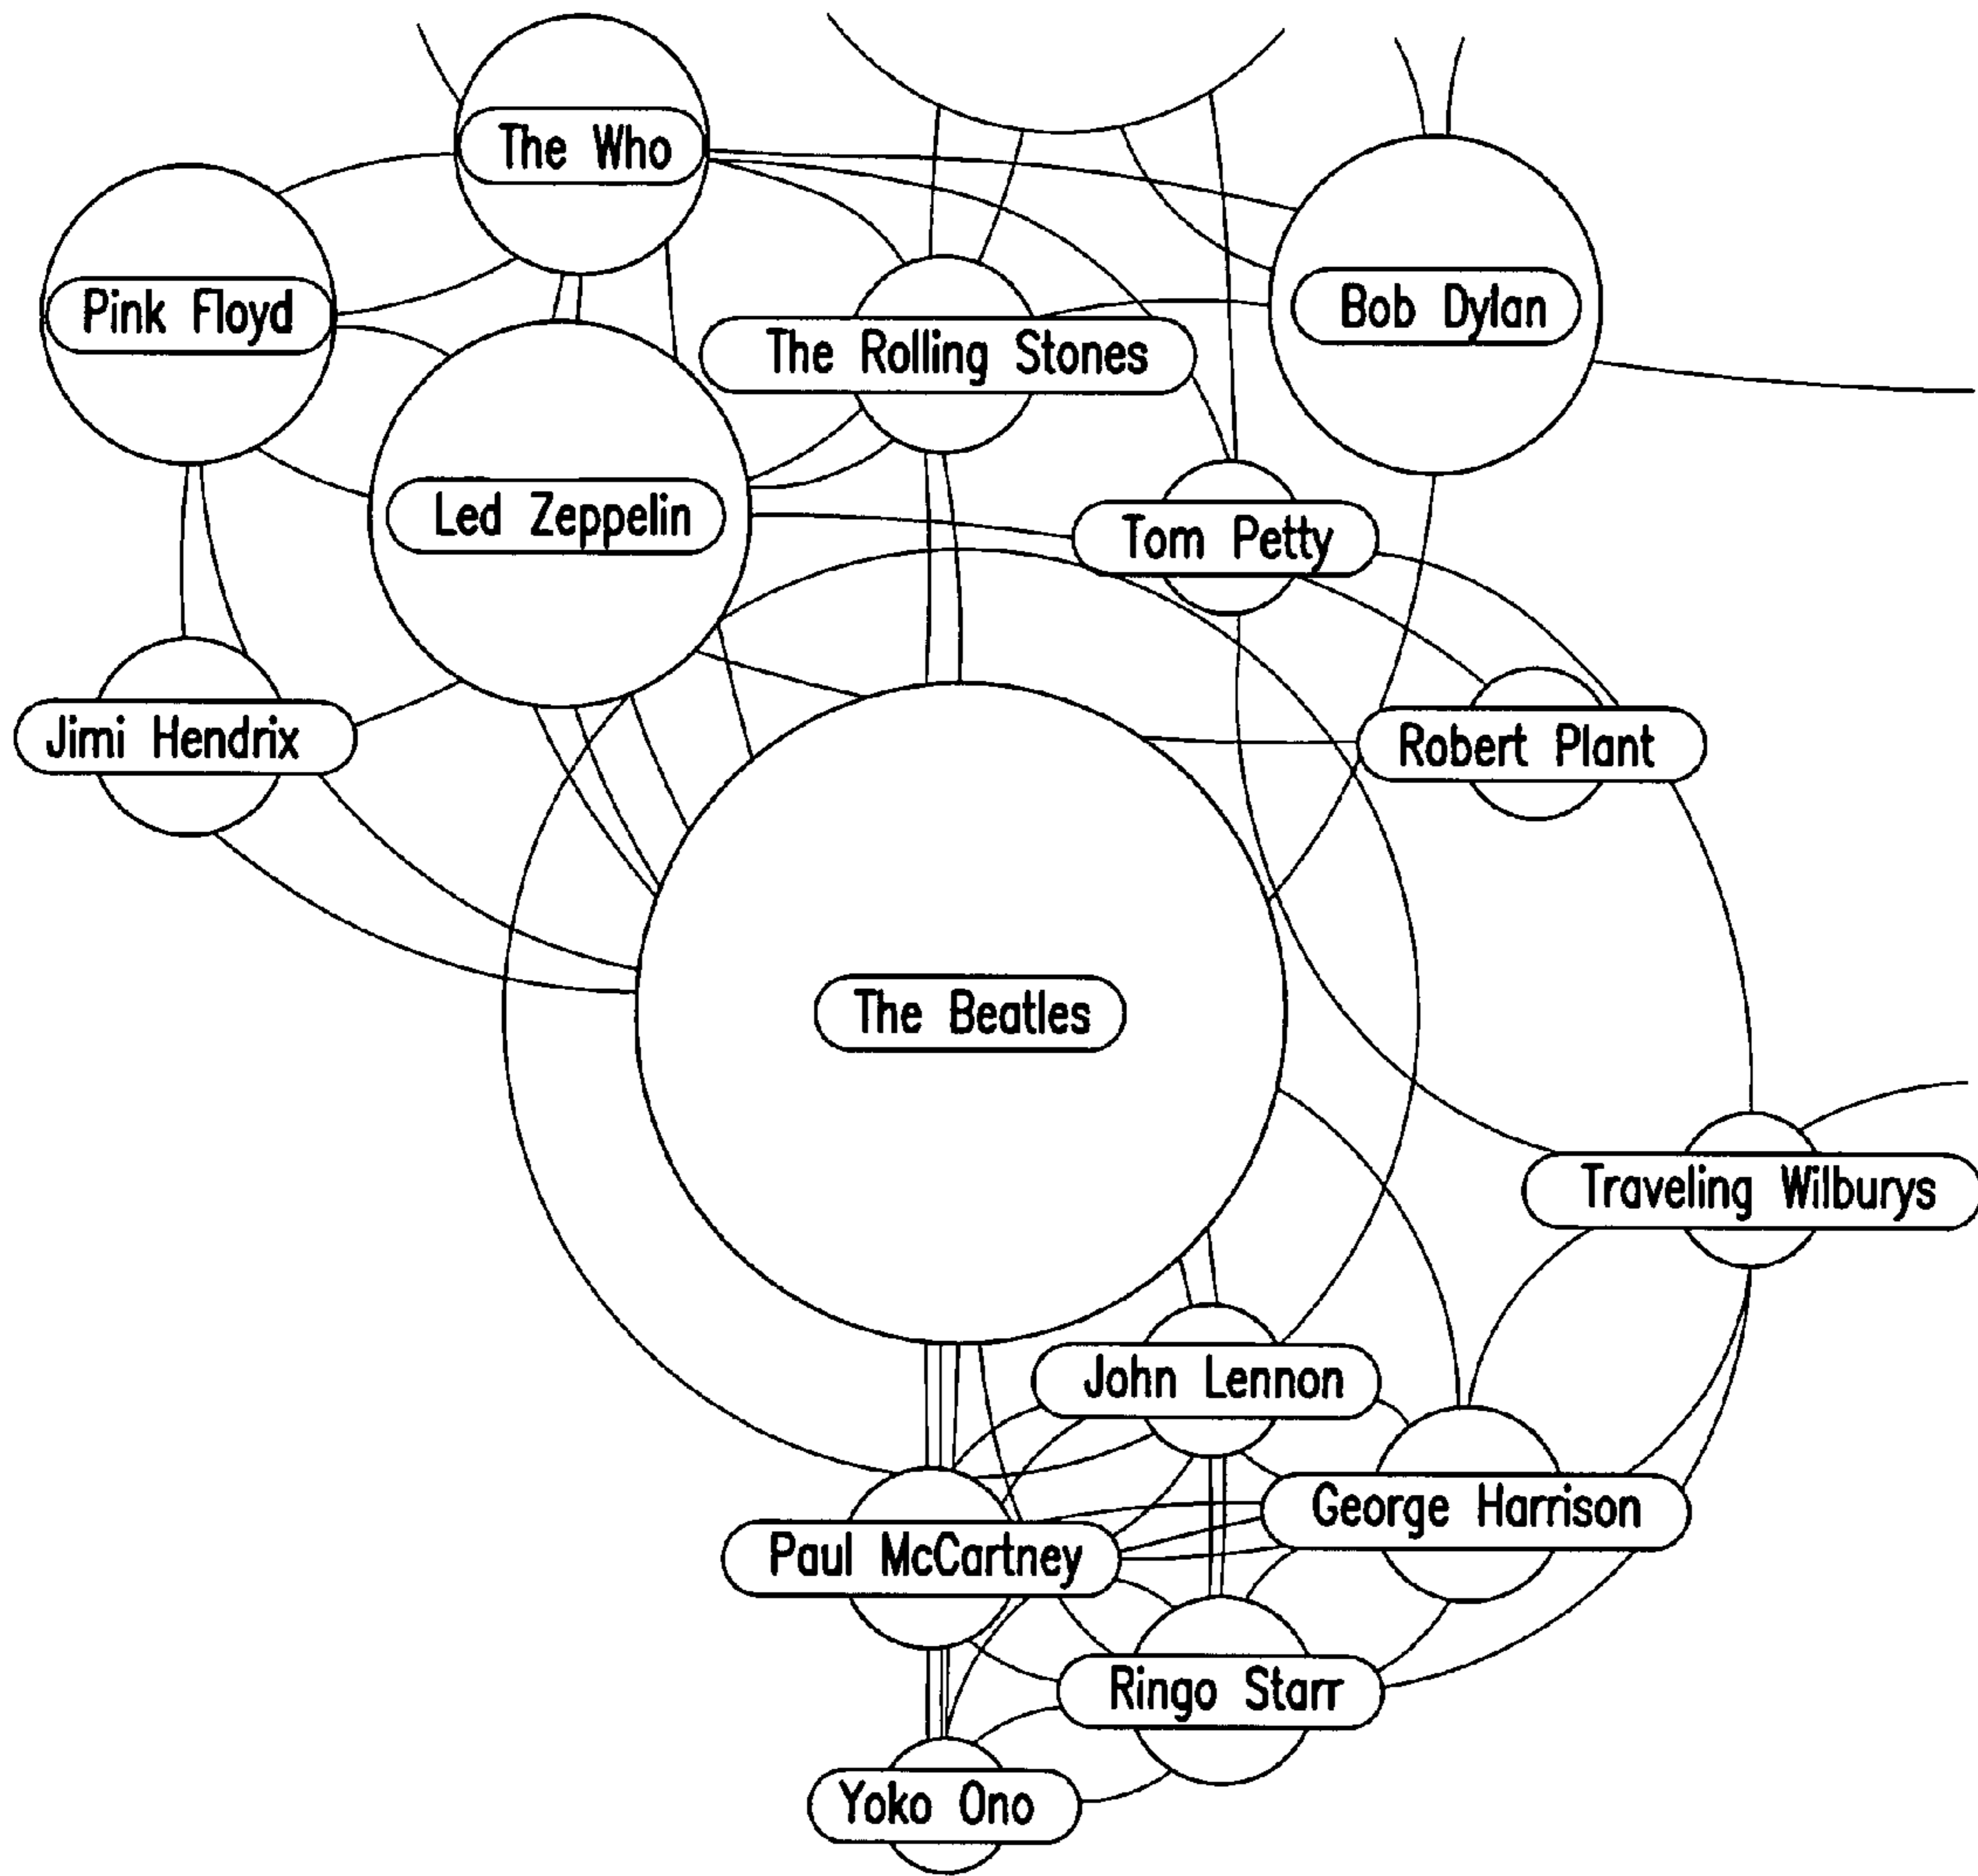 The Who
Pink Floyd
Bob Dylan
The Rolling Stones
Led Zeppelin
Tom Petty
Jimi Hendrix
Robert Plant
The Beatles
Traveling Wilburys
John Lennon
George Harrison
Paul McCartney
Ringo Starr
Yoko Ono